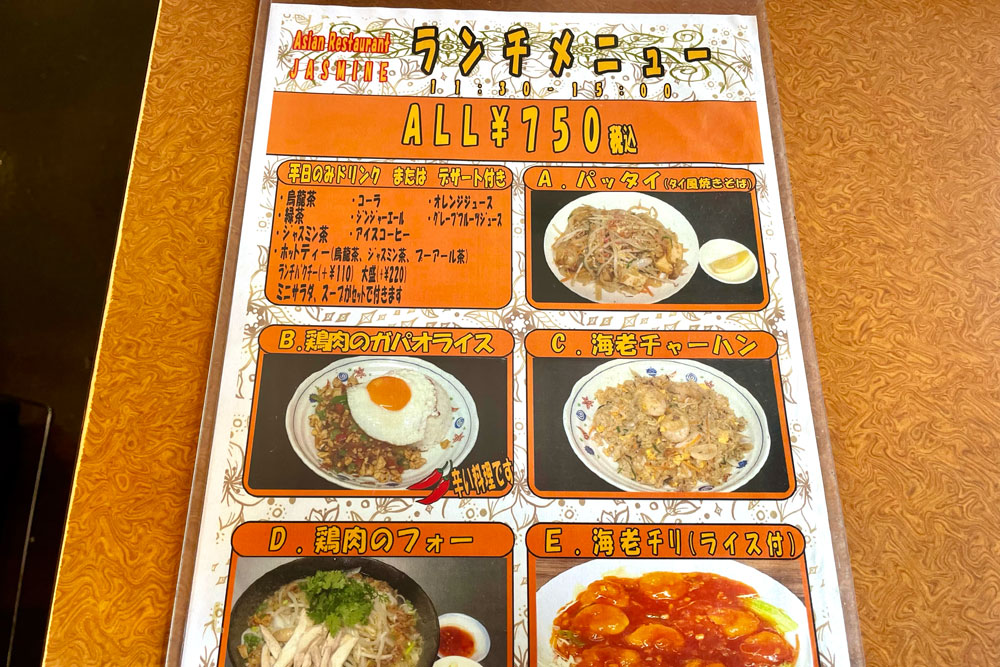 Asian Restaurant
JASMINE
ランチメニュー
11:30-15:00
ALL¥750税込
平日のみドリンク または デザート付き
・烏龍茶 ・コーラ ・オレンジジュース
・緑茶 ・ジンジャーエール ・グレープフルーツジュース
・ジャスミン茶 ・アイスコーヒー
・ホットティー(烏龍茶、ジャスミン茶、プーアール茶)
ランチパクチー(+¥110) 大盛(+¥220)
ミニサラダ、スープがセットで付きます
A.パッタイ(タイ風焼きそば)
B.鶏肉のガパオライス
辛い料理です
C.海老チャーハン
D.鶏肉のフォー
E.海老チリ(ライス付)